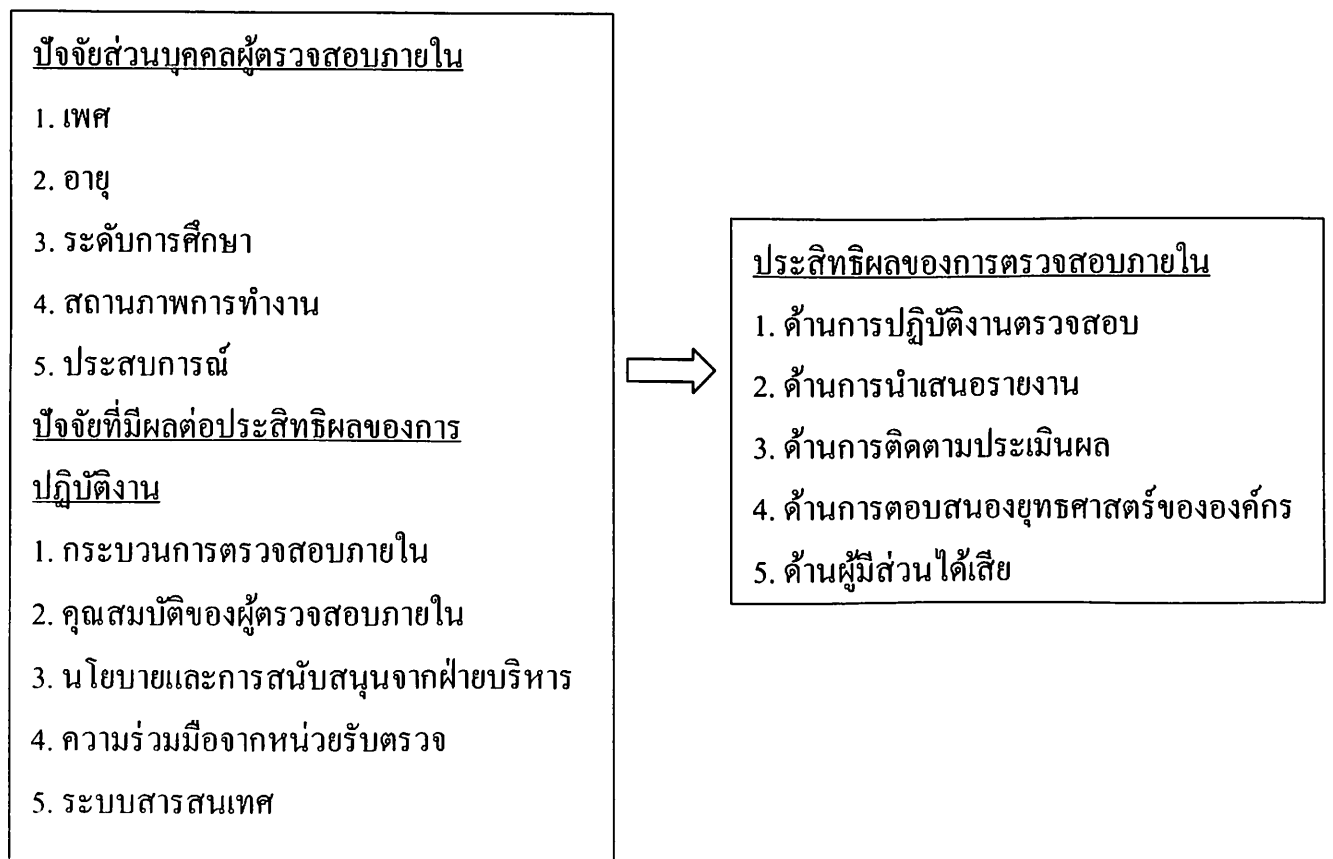 ปัจจัยส่วนบุคคลผู้ตรวจสอบภายใน
1. เพศ
2. อายุ
3. ระดับการศึกษา
4. สถานภาพการทำงาน
5. ประสบการณ์
ปัจจัยที่มีผลต่อประสิทธิผลของการ
ปฏิบัติงาน
1. กระบวนการตรวจสอบภายใน
2. คุณสมบัติของผู้ตรวจสอบภายใน
3. นโยบายและการสนับสนุนจากฝ่ายบริหาร
4. ความร่วมมือจากหน่วยรับตรวจ
5. ระบบสารสนเทศ
ประสิทธิผลของการตรวจสอบภายใน
1. ด้านการปฏิบัติงานตรวจสอบ
2. ด้านการนำเสนอรายงาน
3. ด้านการติดตามประเมินผล
4. ด้านการตอบสนองยุทธศาสตร์ขององค์กร
5. ด้านผู้มีส่วนได้เสีย